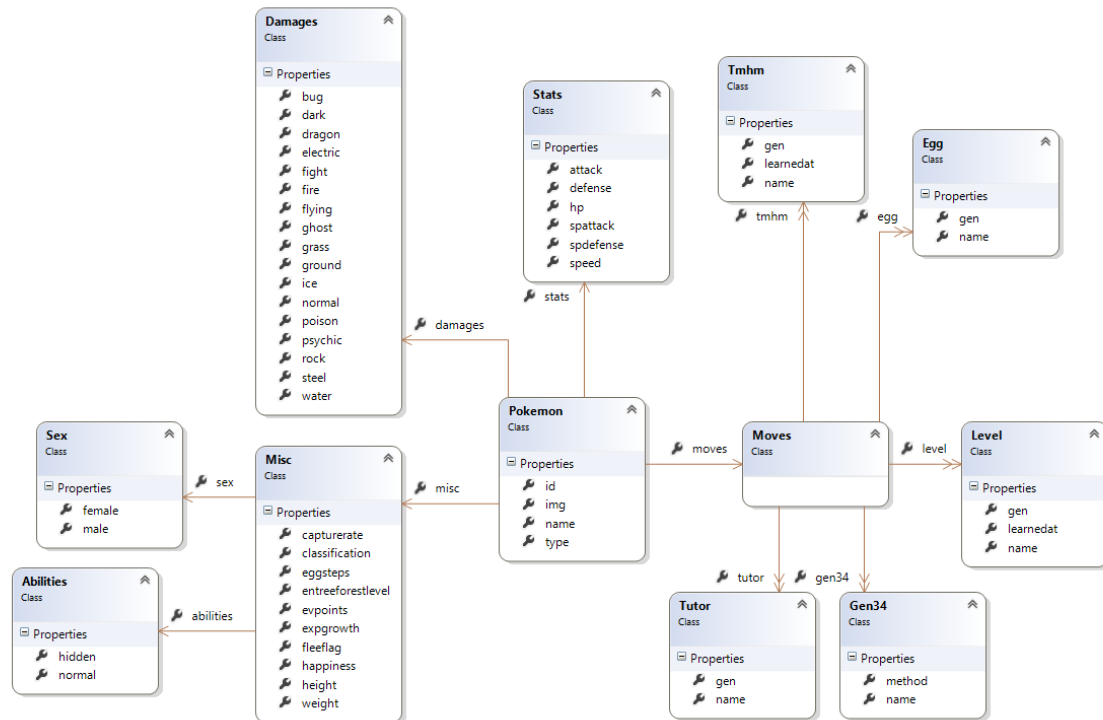 Damages
Class
Properties
bug
dark
dragon
electric
fight
fire
flying
ghost
grass
ground
ice
normal
poison
psychic
rock
steel
water
Stats
Class
Properties
attack
defense
hp
spattack
spdefense
speed
Tmhm
Class
Properties
gen
learnedat
name
Egg
Class
Properties
gen
name
tmhm
egg
stats
damages
Sex
Class
Properties
female
male
sex
Misc
Class
Properties
capturerate
classification
eggsteps
entreeforestlevel
evpoints
expgrowth
fleeflag
happiness
height
weight
misc
Pokemon
Class
Properties
id
img
name
type
moves
Moves
Class
level
Level
Class
Properties
gen
learnedat
name
Abilities
Class
Properties
hidden
normal
abilities
tutor
gen34
Tutor
Class
Properties
gen
name
Gen34
Class
Properties
method
name